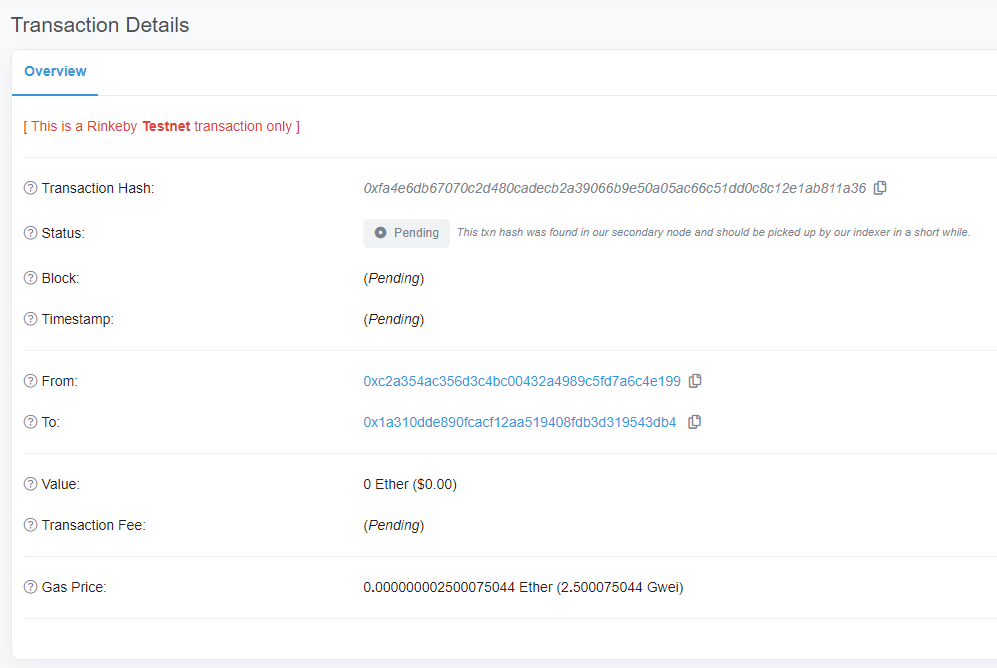 Transaction Details
Overview
[ This is a Rinkeby Testnet transaction only ]
Transaction Hash: 0xfa4e6db67070c2d480cadecb2a39066b9e50a05ac66c51dd0c8c12e1ab811a36
Status: Pending This txn hash was found in our secondary node and should be picked up by our indexer in a short while.
Block: (Pending)
Timestamp: (Pending)
From: 0xc2a354ac356d3c4bc00432a4989c5fd7a6c4e199
To: 0x1a310dde890fcacf12aa519408fdb3d319543db4
Value: 0 Ether ($0.00)
Transaction Fee: (Pending)
Gas Price: 0.000000002500075044 Ether (2.500075044 Gwei)